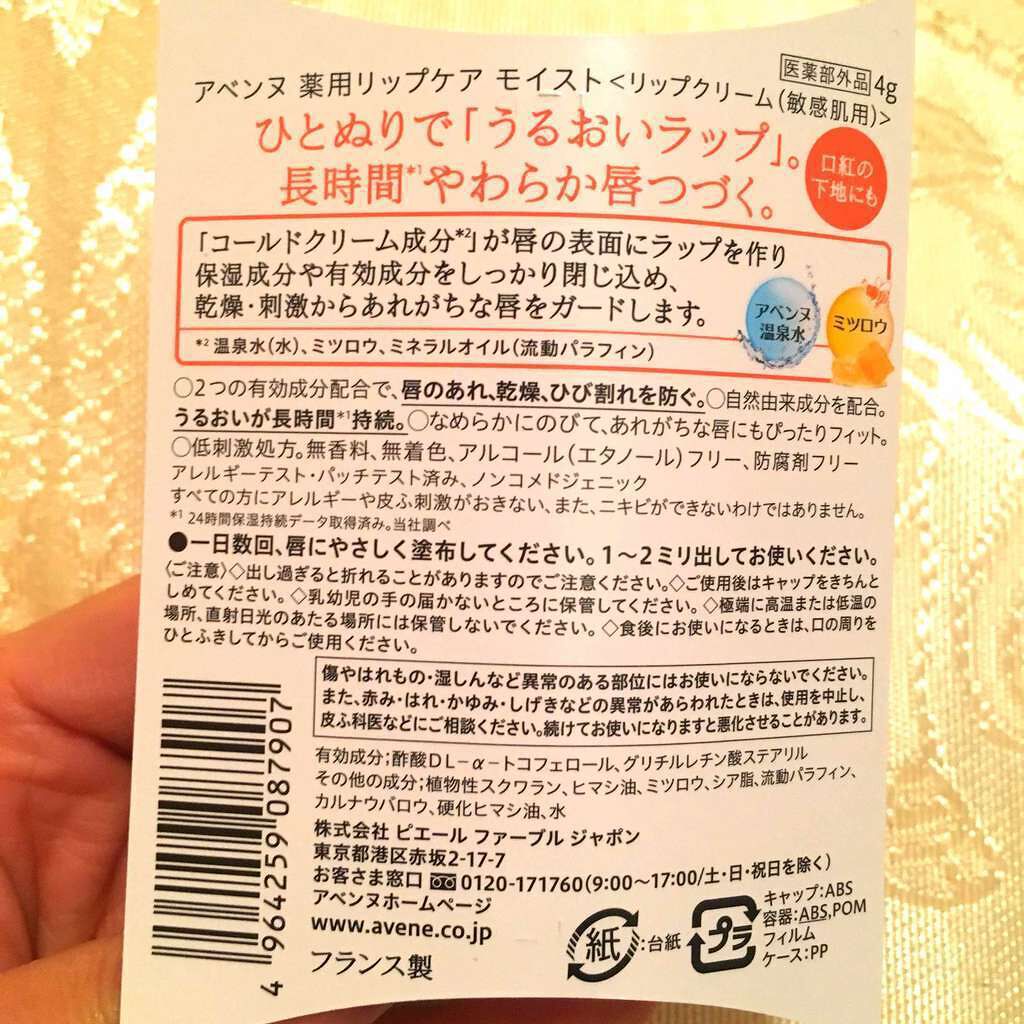 医薬部外品 4g
アベンヌ 薬用リップケア モイスト<リップクリーム(敏感肌用)>
ひとぬりで「うるおいラップ」。
長時間*1やわらか唇つづく。
口紅の
下地にも
「コールドクリーム成分*2」が唇の表面にラップを作り
保湿成分や有効成分をしっかり閉じ込め、
乾燥・刺激からあれがちな唇をガードします。
アベンヌ
温泉水
ミツロウ
*2 温泉水(水)、ミツロウ、ミネラルオイル(流動パラフィン)
○2つの有効成分配合で、唇のあれ、乾燥、ひび割れを防ぐ。○自然由来成分を配合。
うるおいが長時間*1持続。○なめらかにのびて、あれがちな唇にもぴったりフィット。
○低刺激処方。無香料、無着色、アルコール(エタノール)フリー、防腐剤フリー
アレルギーテスト・パッチテスト済み、ノンコメドジェニック
すべての方にアレルギーや皮ふ刺激がおきない、また、ニキビができないわけではありません。
*1 24時間保湿持続データ取得済み。当社調べ
●一日数回、唇にやさしく塗布してください。1〜2ミリ出してお使いください。
〈ご注意〉◇出し過ぎると折れることがありますのでご注意ください。◇ご使用後はキャップをきちんと
しめてください。◇乳幼児の手の届かないところに保管してください。◇極端に高温または低温の
場所、直射日光のあたる場所には保管しないでください。◇食後にお使いになるときは、口の周りを
ひとふきしてからご使用ください。
傷やはれもの・湿しんなど異常のある部位にはお使いにならないでください。
また、赤み・はれ・かゆみ・しげきなどの異常があらわれたときは、使用を中止し、
皮ふ科医などにご相談ください。続けてお使いになりますと悪化させることがあります。
有効成分;酢酸DL-α-トコフェロール、グリチルレチン酸ステアリル
その他の成分;植物性スクワラン、ヒマシ油、ミツロウ、シア脂、流動パラフィン、
カルナウバロウ、硬化ヒマシ油、水
株式会社 ピエール ファーブル ジャポン
東京都港区赤坂2-17-7
お客さま窓口 0120-171760(9:00〜17:00/土・日・祝日を除く)
アベンヌホームページ
www.avene.co.jp
フランス製
紙:台紙
プラ
キャップ:ABS
容器:ABS,POM
フィルム
ケース:PP
4 964259 087907